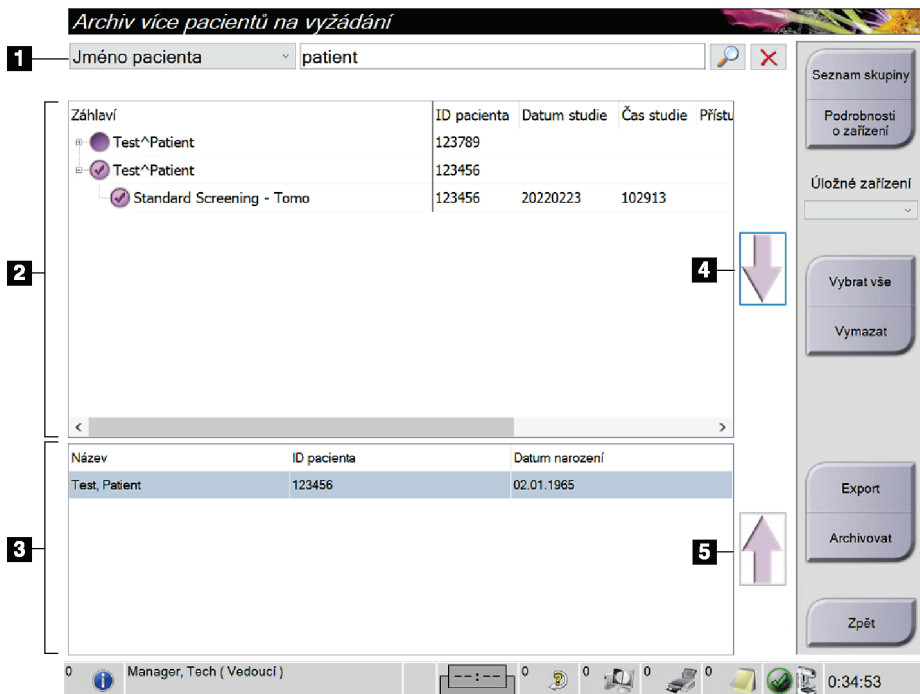 Archiv více pacientů na vyžádání
1
Jméno pacienta
patient
Seznam skupiny
Podrobnosti
o zařízení
Úložné zařízení
2
Záhlaví ID pacienta Datum studie Čas studie Přístu
Test^Patient 123789
Test^Patient 123456
Standard Screening - Tomo 123456 20220223 102913
4
Vybrat vše
Vymazat
3
Název ID pacienta Datum narození
Test, Patient 123456 02.01.1965
5
Export
Archivovat
Zpět
0 Manager, Tech ( Vedoucí ) --:-- 0 0 0 0 0:34:53